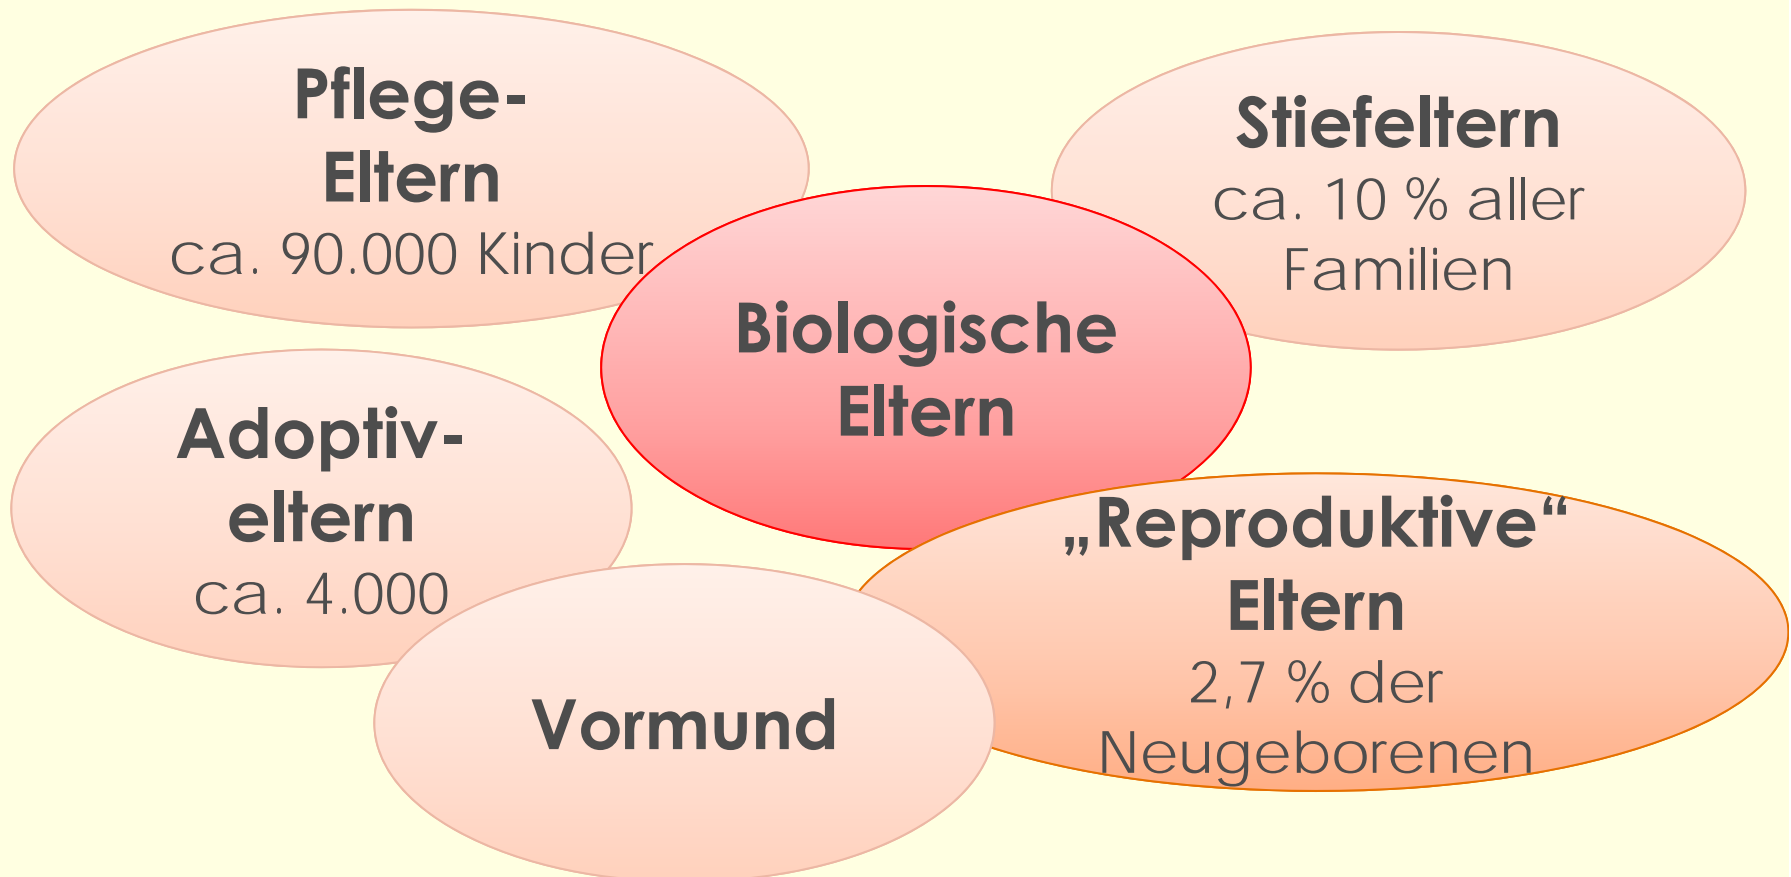 Pflege-
Eltern
ca. 90.000 Kinder
Stiefeltern
ca. 10 % aller
Familien
Biologische
Eltern
Adoptiv-
eltern
ca. 4.000
„Reproduktive“
Eltern
2,7 % der
Neugeborenen
Vormund